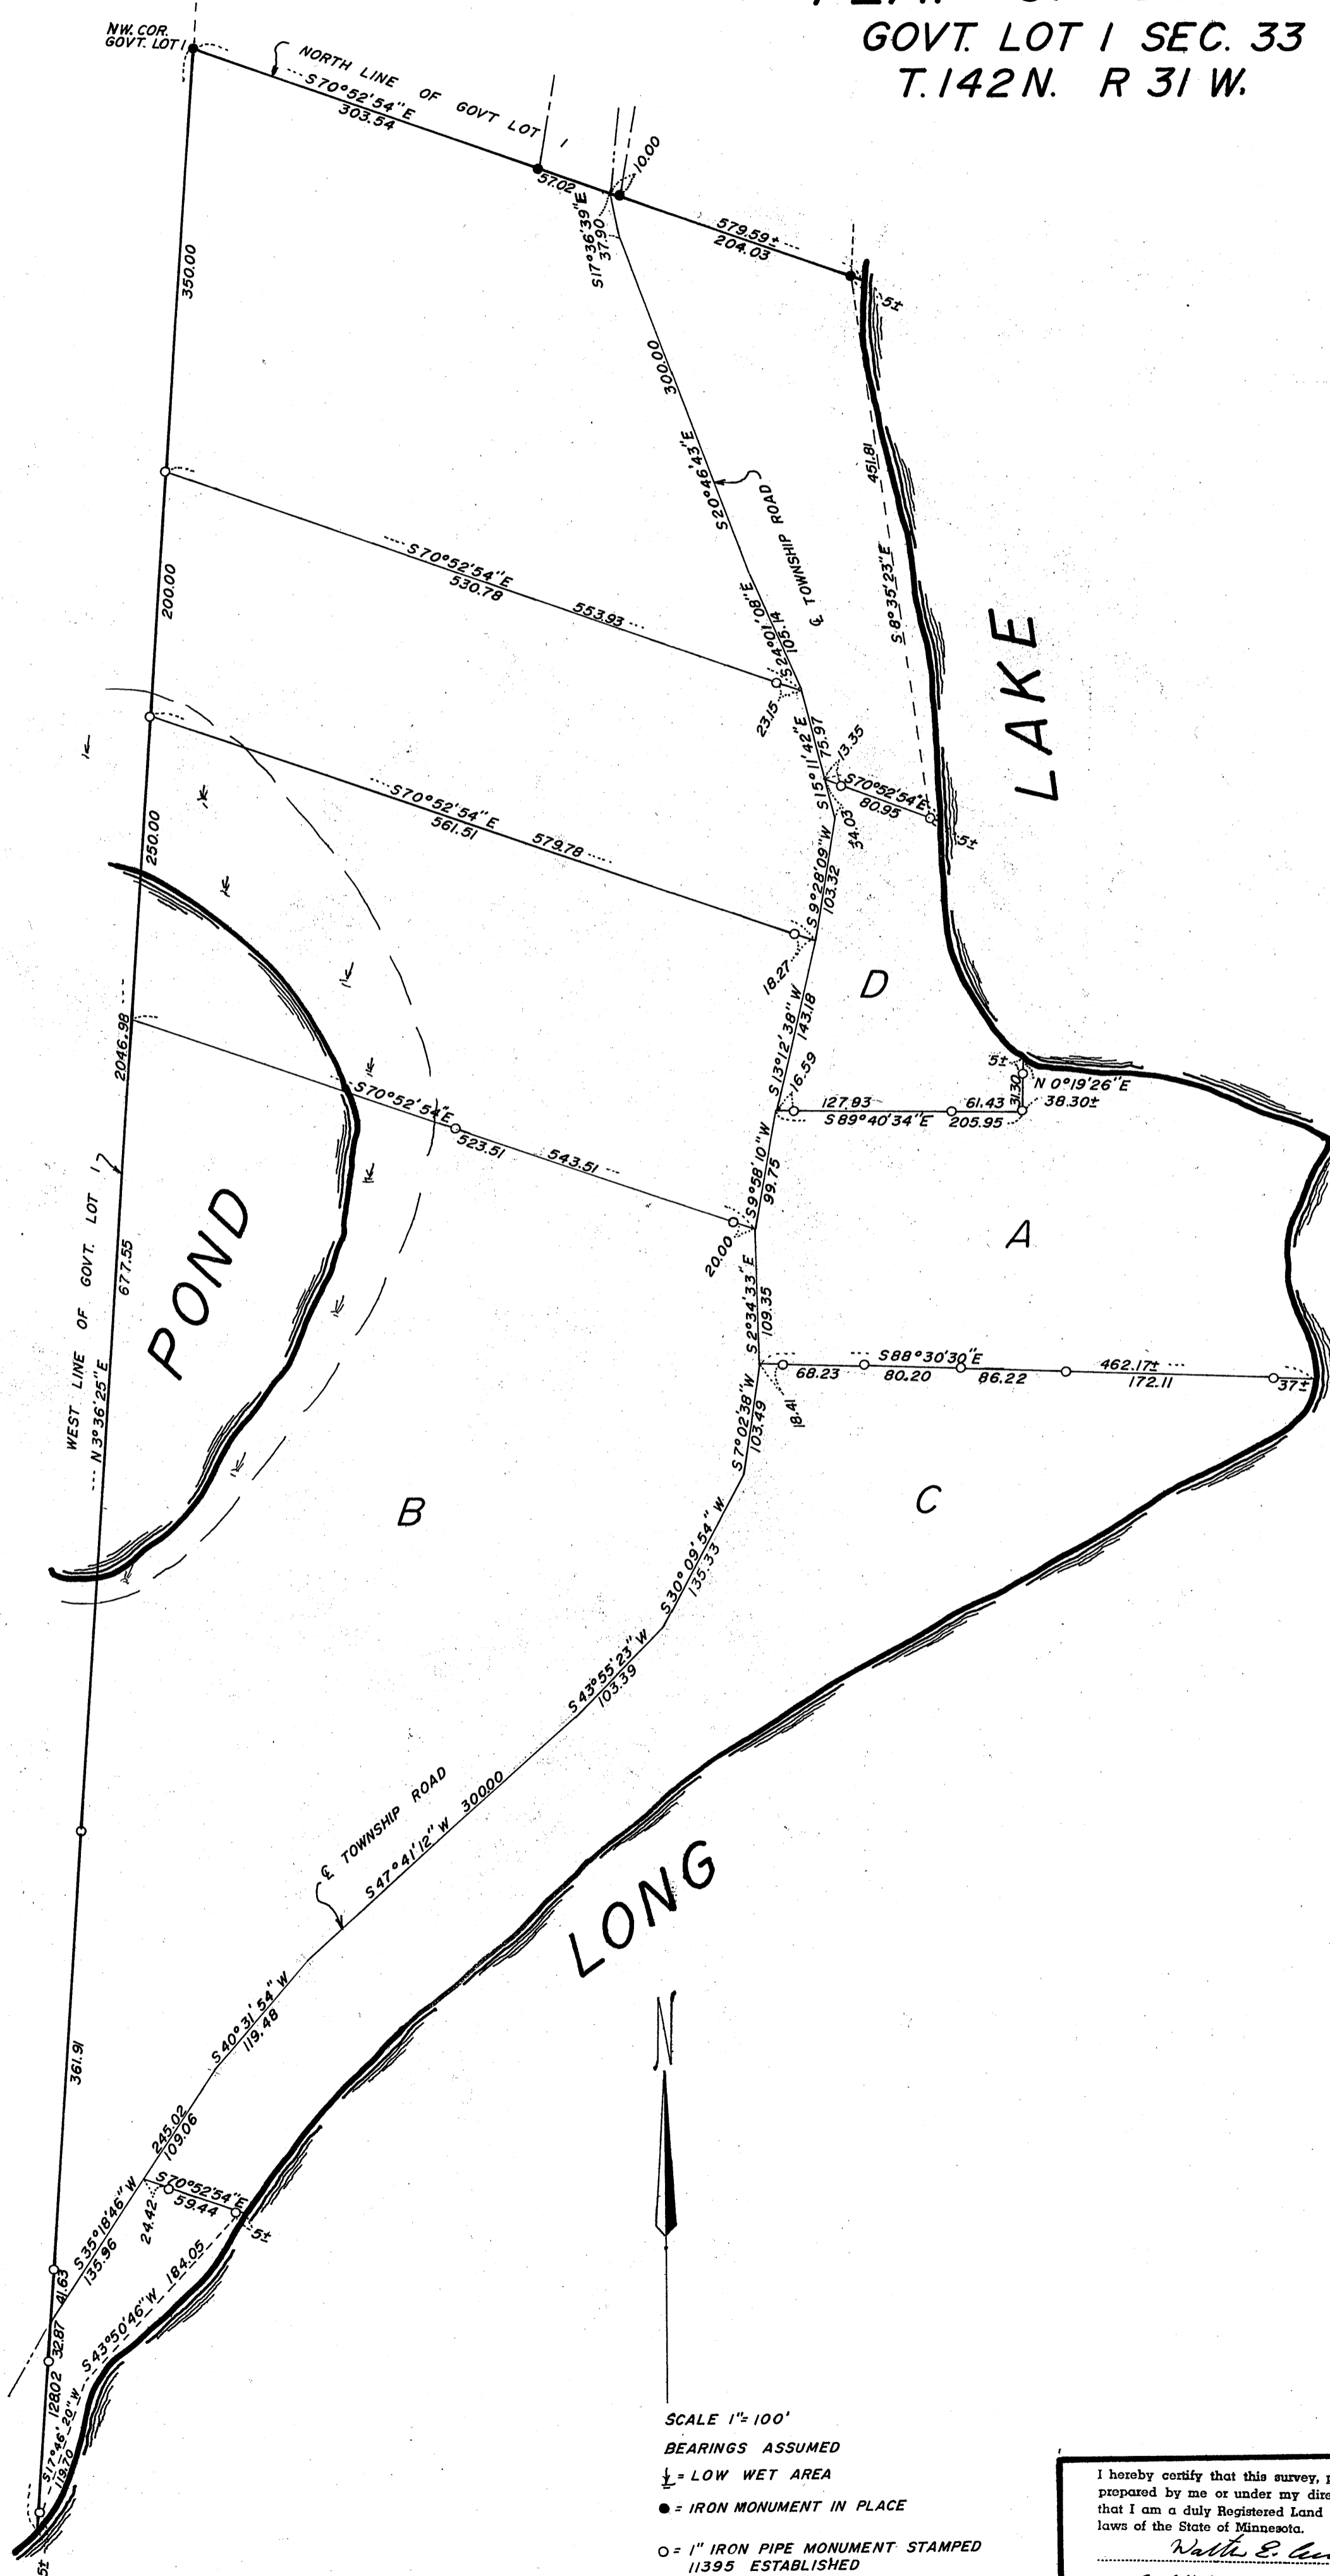 GOVT. LOT 1 SEC. 33
T. 142 N. R 31 W.
NW. COR.
GOVT. LOT 1
NORTH LINE OF GOVT LOT 1
S70°52'54"E
303.54
57.02
10.00
S17°36'39"E
37.90
579.59±
204.03
5±
350.00
300.00
S20°46'43"E
℄ TOWNSHIP ROAD
451.81
S8°35'23"E
LAKE
S70°52'54"E
530.78
553.93
S24°01'08"E
105.14
23.15
200.00
S15°11'42"E
75.97
13.35
S70°52'54"E
80.95
5±
34.03
S70°52'54"E
561.51
579.78
S9°28'09"W
103.32
18.27
250.00
D
S13°12'38"W
143.18
16.59
5±
31.30
N 0°19'26"E
38.30±
127.93
61.43
S89°40'34"E
205.95
2046.98
S70°52'54"E
523.51
543.51
S9°58'10"W
99.75
20.00
A
WEST LINE OF GOVT. LOT 1
N 3°36'25"E
677.55
POND
S2°34'33"E
109.35
S88°30'30"E
462.17±
68.23
80.20
86.22
172.11
37±
18.41
S7°02'38"W
103.49
B
C
S30°09'54"W
135.33
S43°55'23"W
103.39
℄ TOWNSHIP ROAD
S47°41'12"W
300.00
LONG
S40°31'54"W
119.48
361.91
245.02
109.06
S35°18'46"W
135.96
S70°52'54"E
59.44
24.42
5±
41.63
32.87
S43°50'46"W
184.05
128.02
S17°46'20"W
119.70
5±
N
SCALE 1"= 100'
BEARINGS ASSUMED
= LOW WET AREA
● = IRON MONUMENT IN PLACE
○ = 1" IRON PIPE MONUMENT STAMPED
11395 ESTABLISHED
I hereby certify that this survey,
prepared by me or under my
that I am a duly Registered Land
laws of the State of Minnesota.
Walter E.